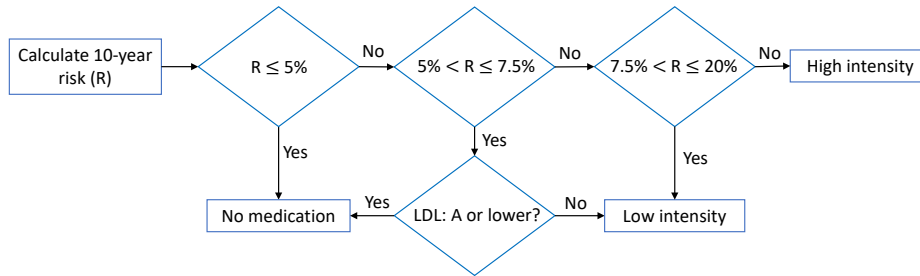 Calculate 10-year
risk (R)
R ≤ 5%
No
5% < R ≤ 7.5%
No
7.5% < R ≤ 20%
No
High intensity
Yes
Yes
Yes
No medication
Yes
LDL: A or lower?
No
Low intensity